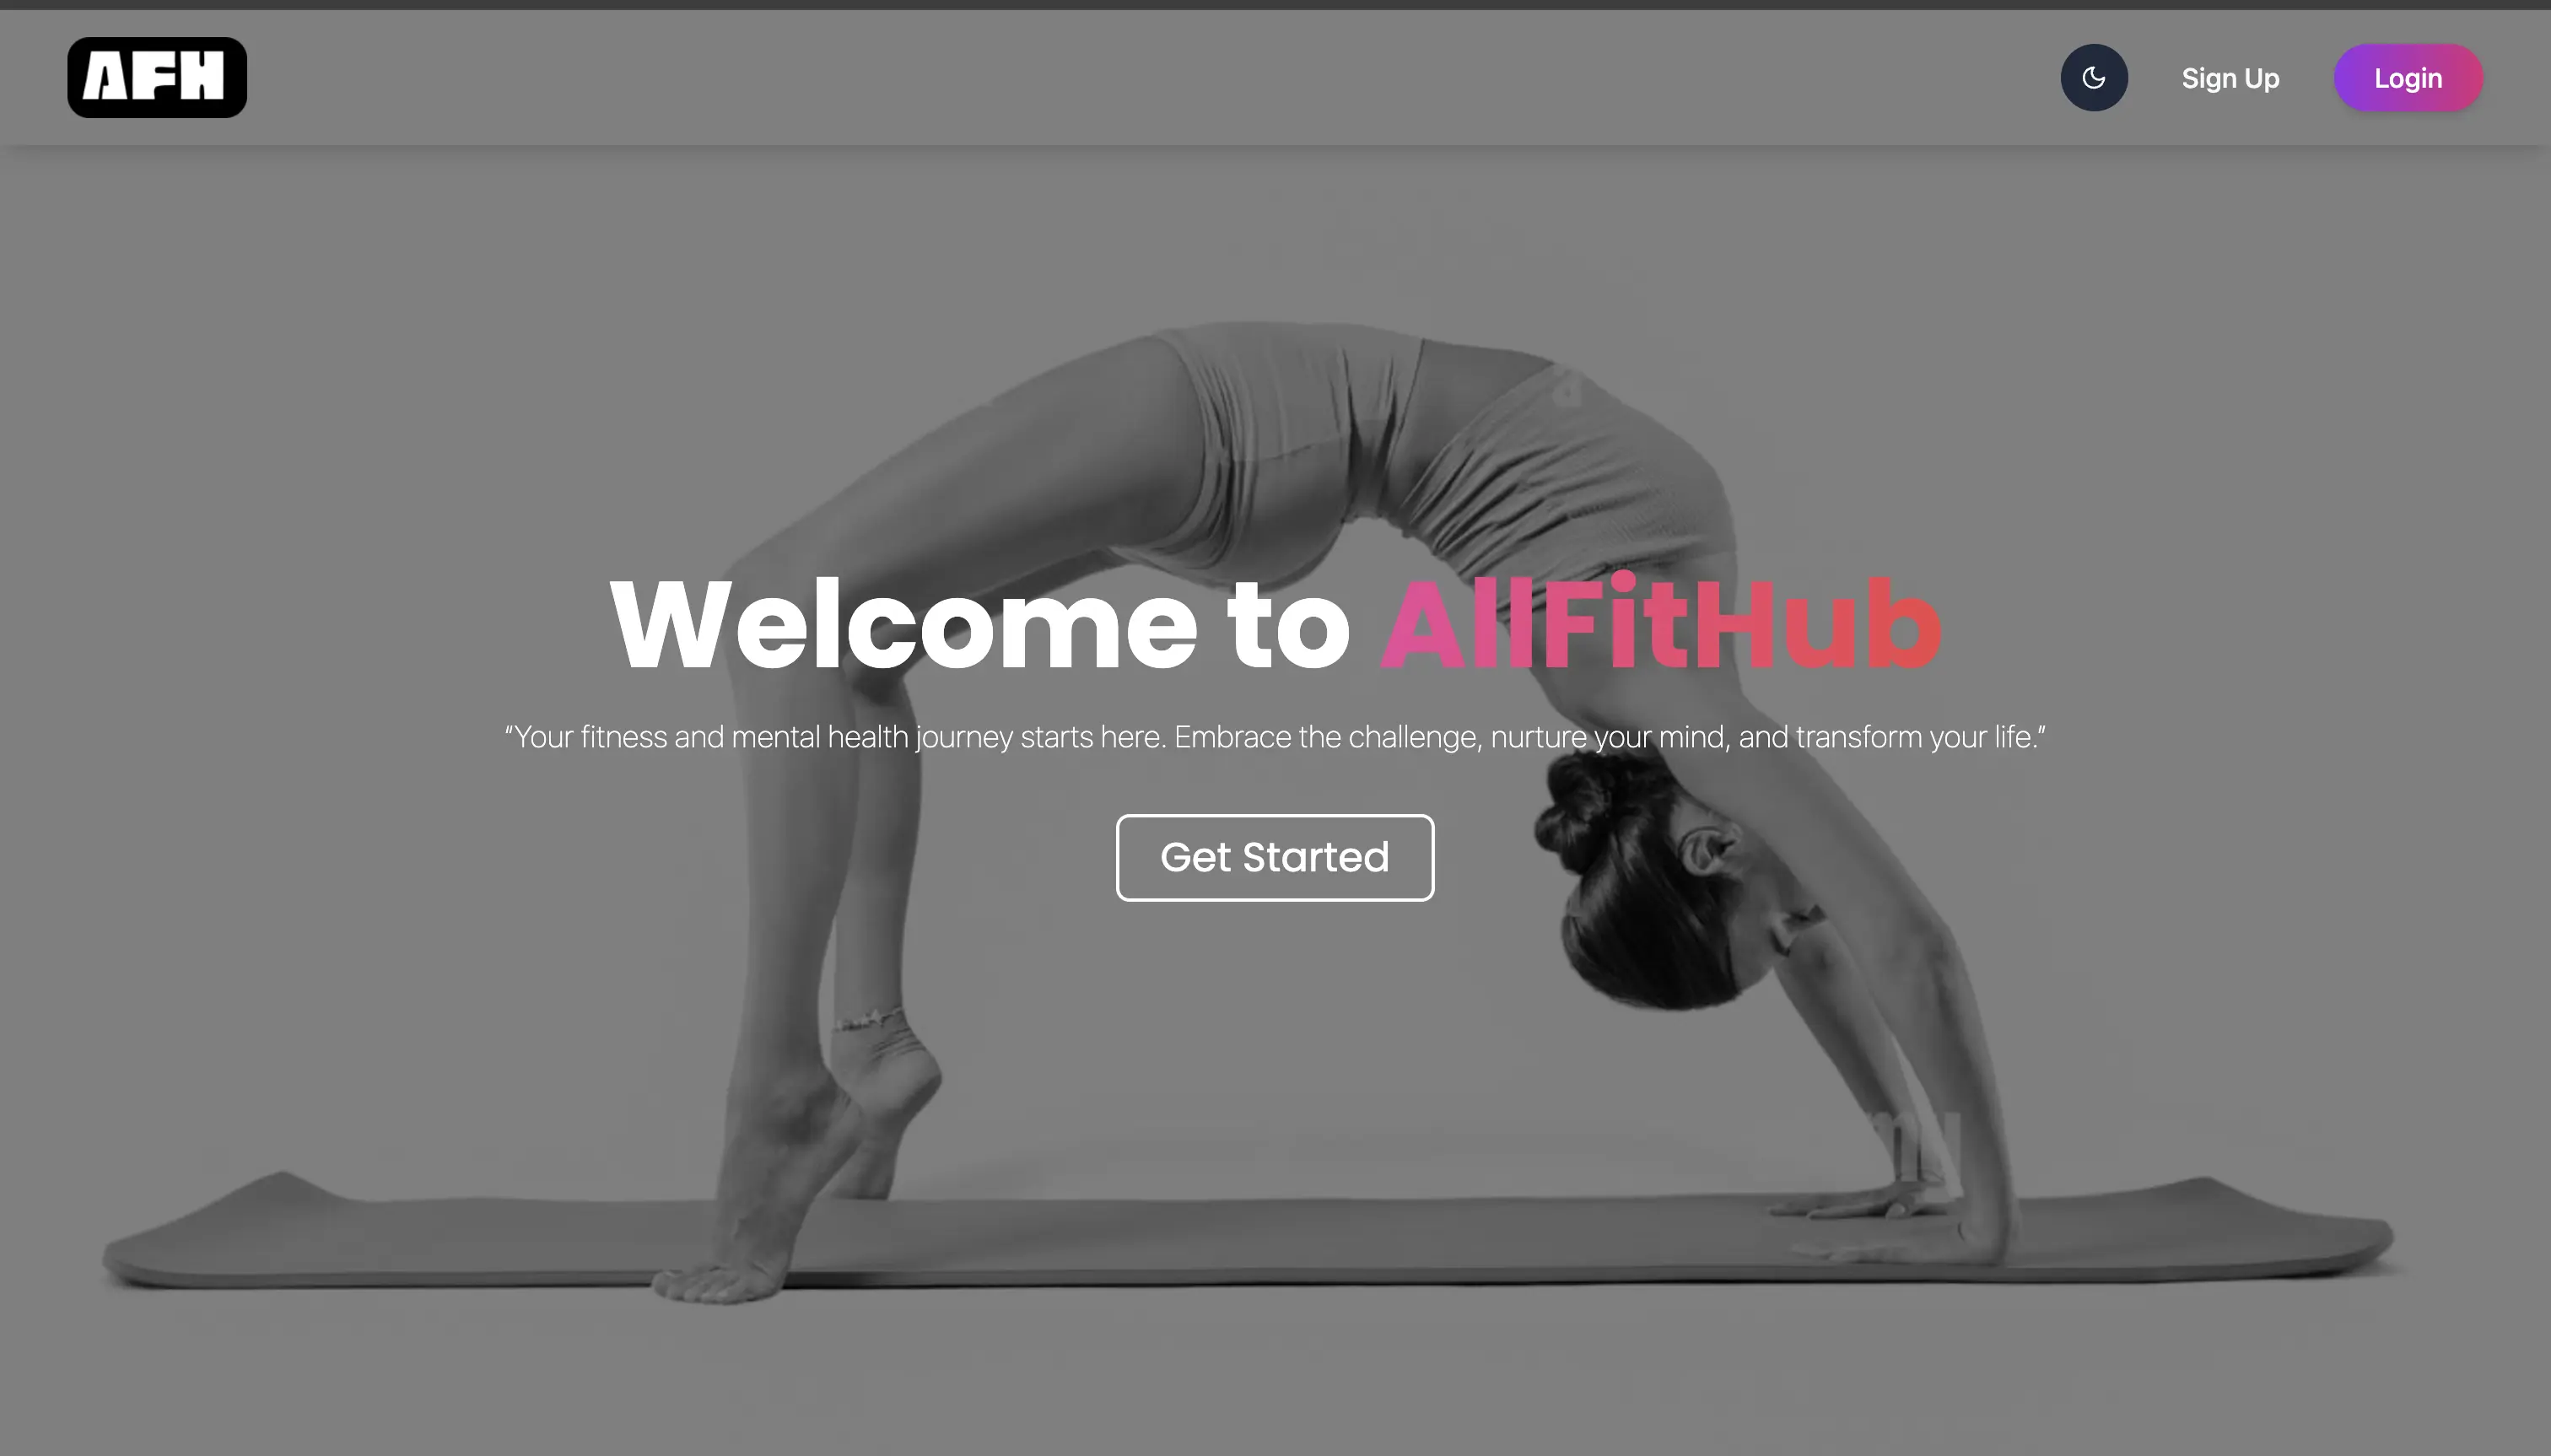 AFH
Sign Up
Login
Welcome to AllFitHub
“Your fitness and mental health journey starts here. Embrace the challenge, nurture your mind, and transform your life.”
Get Started